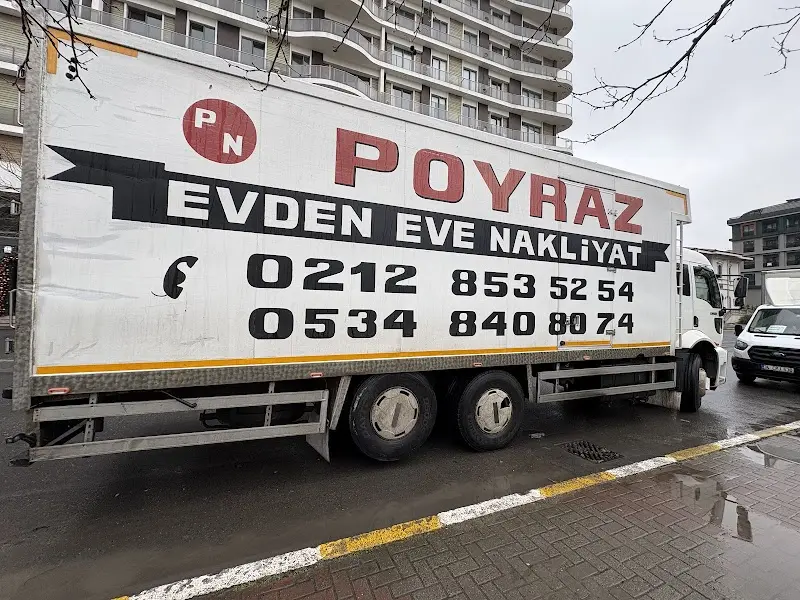 PN
POYRAZ
EVDEN EVE NAKLİYAT
0212 853 52 54
0534 840 80 74